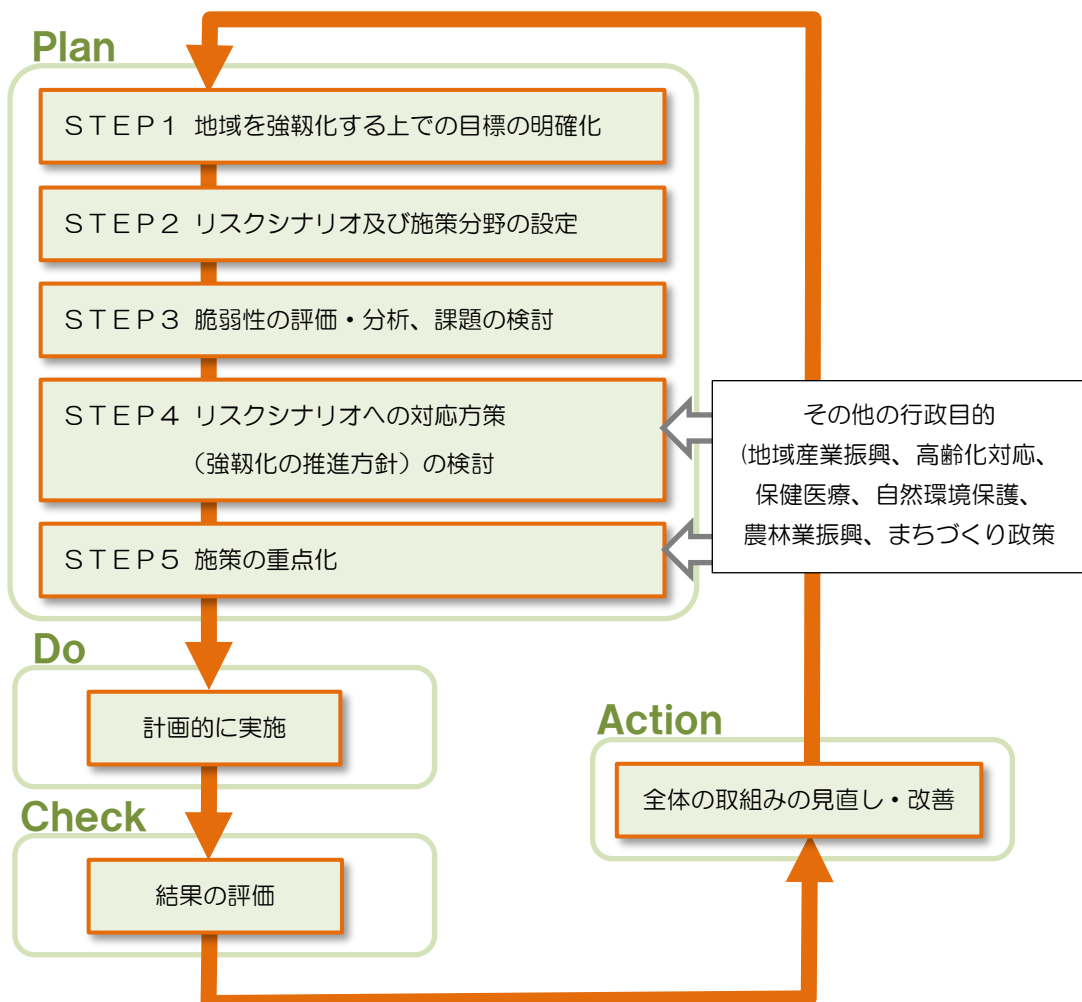 Plan
STEP1 地域を強靱化する上での目標の明確化
STEP2 リスクシナリオ及び施策分野の設定
STEP3 脆弱性の評価・分析、課題の検討
STEP4 リスクシナリオへの対応方策
（強靱化の推進方針）の検討
STEP5 施策の重点化
その他の行政目的
(地域産業振興、高齢化対応、
保健医療、自然環境保護、
農林業振興、まちづくり政策
Do
計画的に実施
Check
結果の評価
Action
全体の取組みの見直し・改善